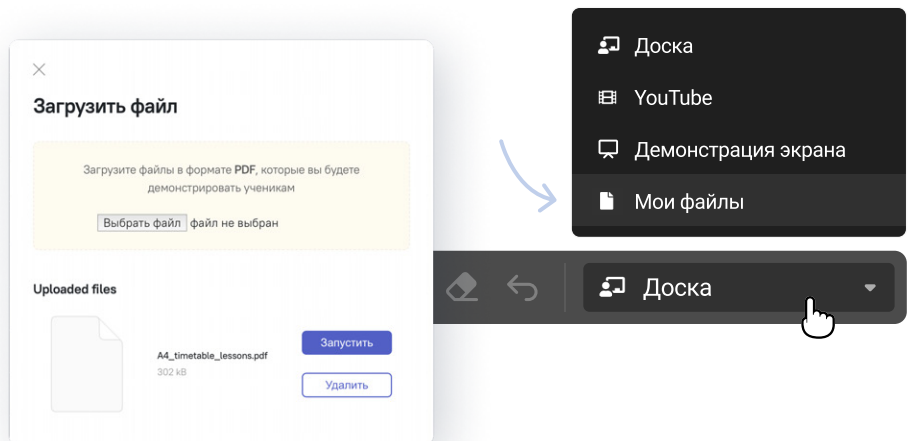 Загрузить файл
Загрузите файлы в формате PDF, которые вы будете
демонстрировать ученикам
Выбрать файл файл не выбран
Uploaded files
A4_timetable_lessons.pdf
302 kB
Запустить
Удалить
Доска
YouTube
Демонстрация экрана
Мои файлы
Доска